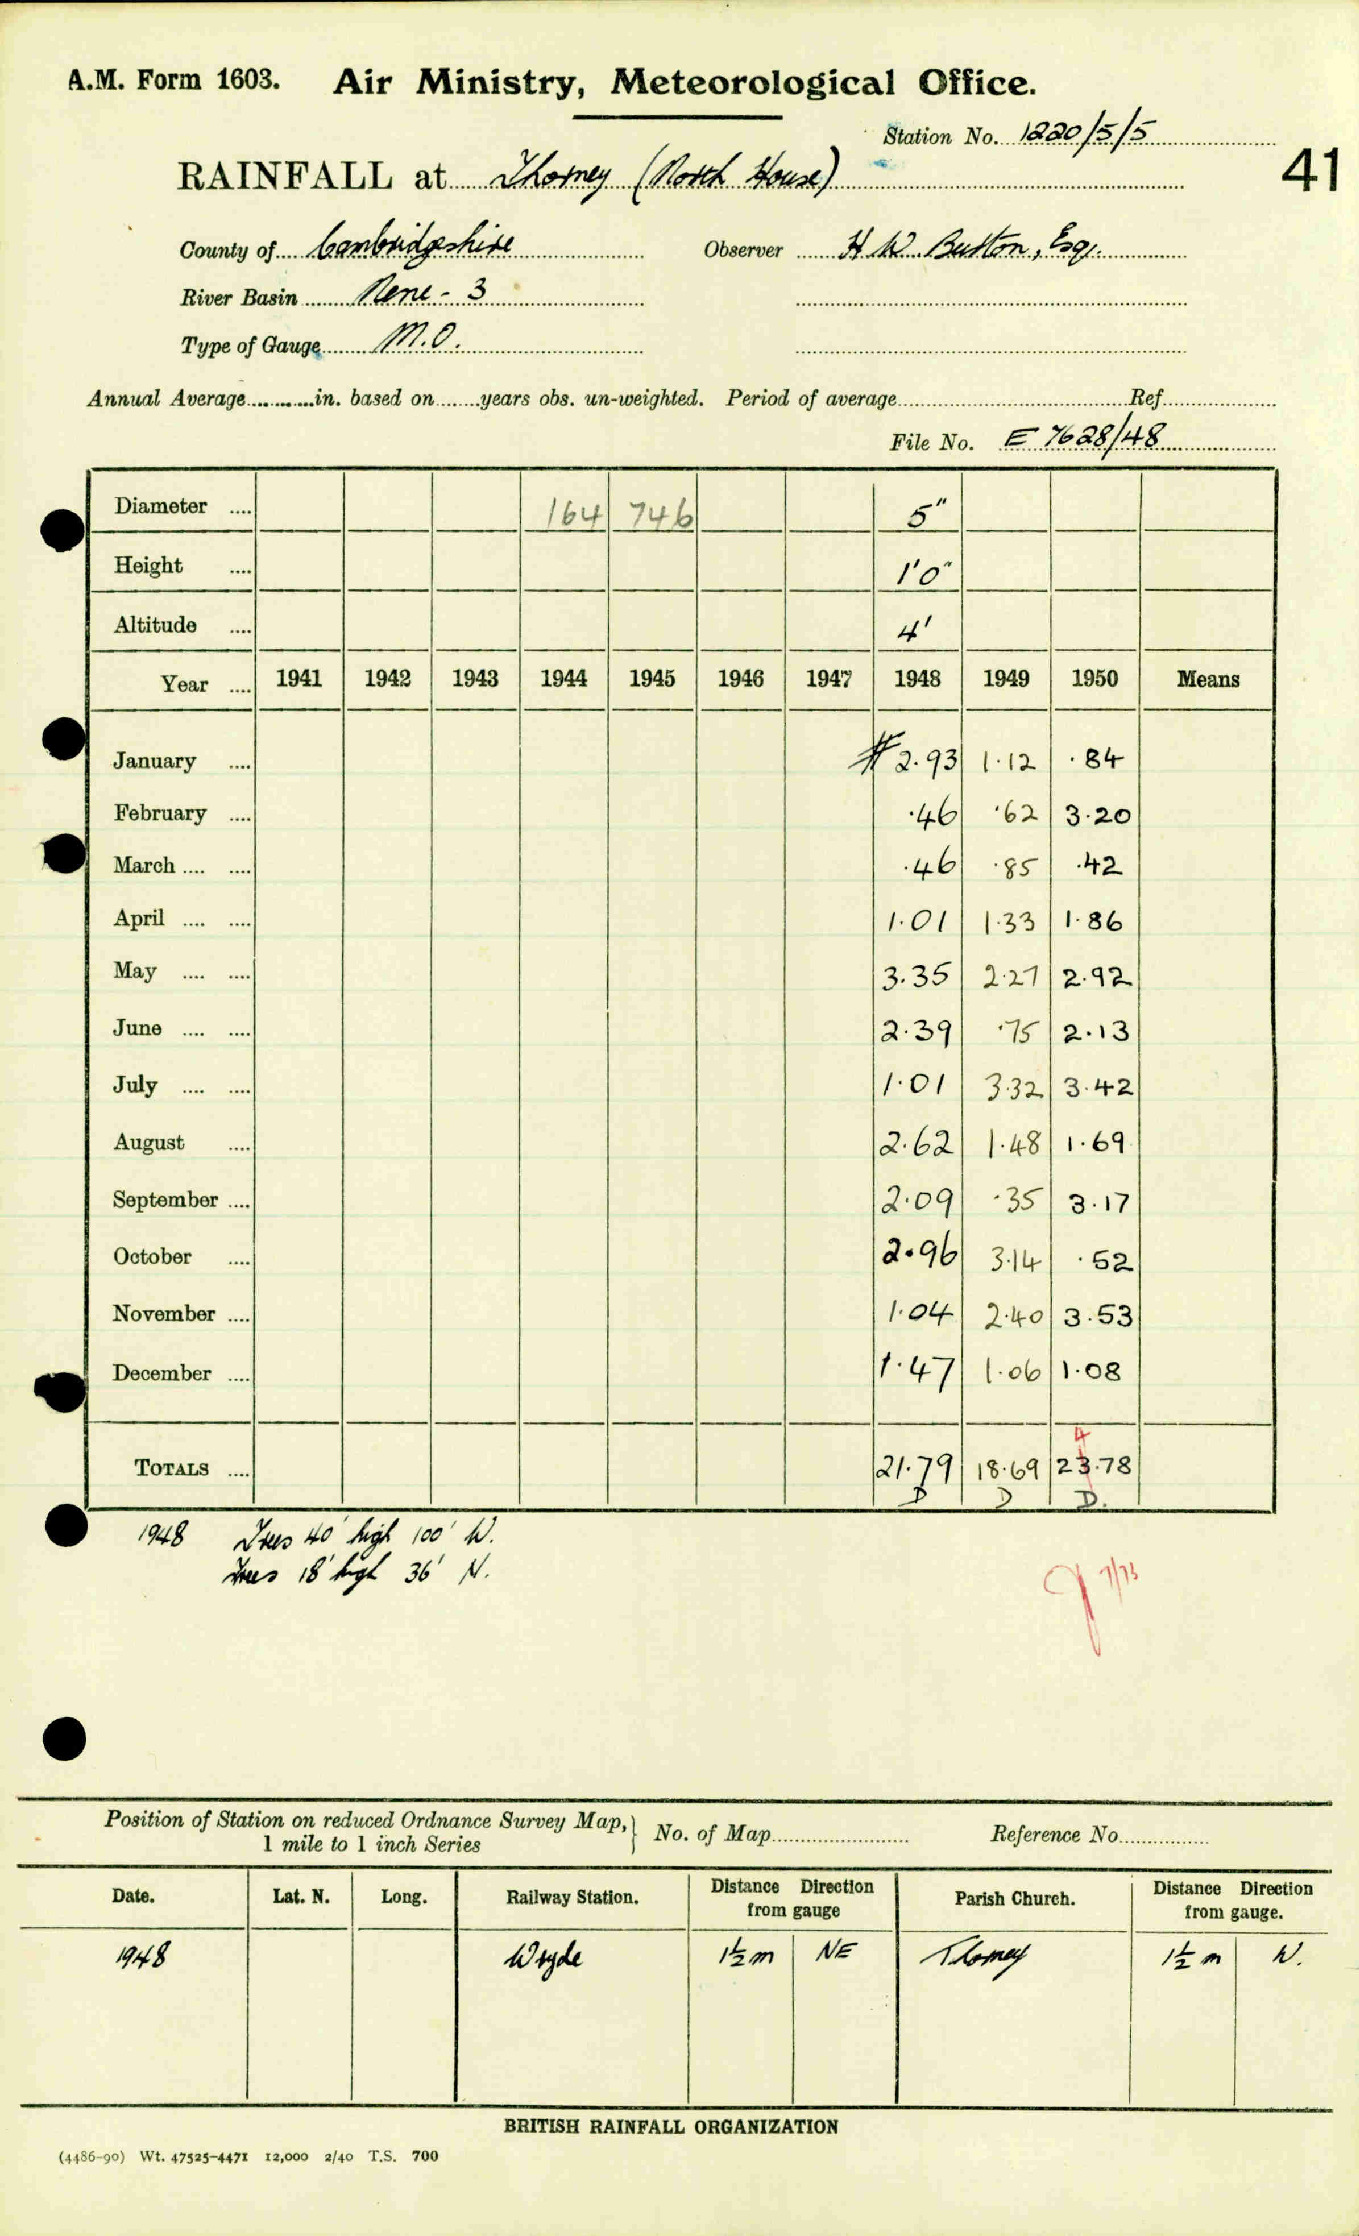 A.M. Form 1603. Air Ministry, Meteorological Office.
Station No. 1220/5/5
41
RAINFALL at Thorney (North House)
County of Cambridgeshire Observer H W. Burton, Esq.
River Basin Nene - 3
Type of Gauge M.O.
Annual Average in. based on years obs. un-weighted. Period of average Ref
File No. E 7628/48
Diameter 164 746 5"
Height 1'0"
Altitude 4'
Year 1941 1942 1943 1944 1945 1946 1947 1948 1949 1950 Means
January # 2.93 1.12 .84
February .46 .62 3.20
March .46 .85 .42
April 1.01 1.33 1.86
May 3.35 2.27 2.92
June 2.39 .75 2.13
July 1.01 3.32 3.42
August 2.62 1.48 1.69
September 2.09 .35 3.17
October 2.96 3.14 .52
November 1.04 2.40 3.53
December 1.47 1.06 1.08
4
TOTALS 21.79 18.69 23.78
D D D.
1948 Trees 40' high 100' W.
Trees 18' high 36' N.
7/73
Position of Station on reduced Ordnance Survey Map, } No. of Map Reference No.
1 mile to 1 inch Series
Date. Lat. N. Long. Railway Station. Distance Direction from gauge Parish Church. Distance Direction from gauge.
1948 Wryde 1½ m NE Thorney 1½ m W.
BRITISH RAINFALL ORGANIZATION
(4486-90) Wt. 47525-4471 12,000 2/40 T.S. 700